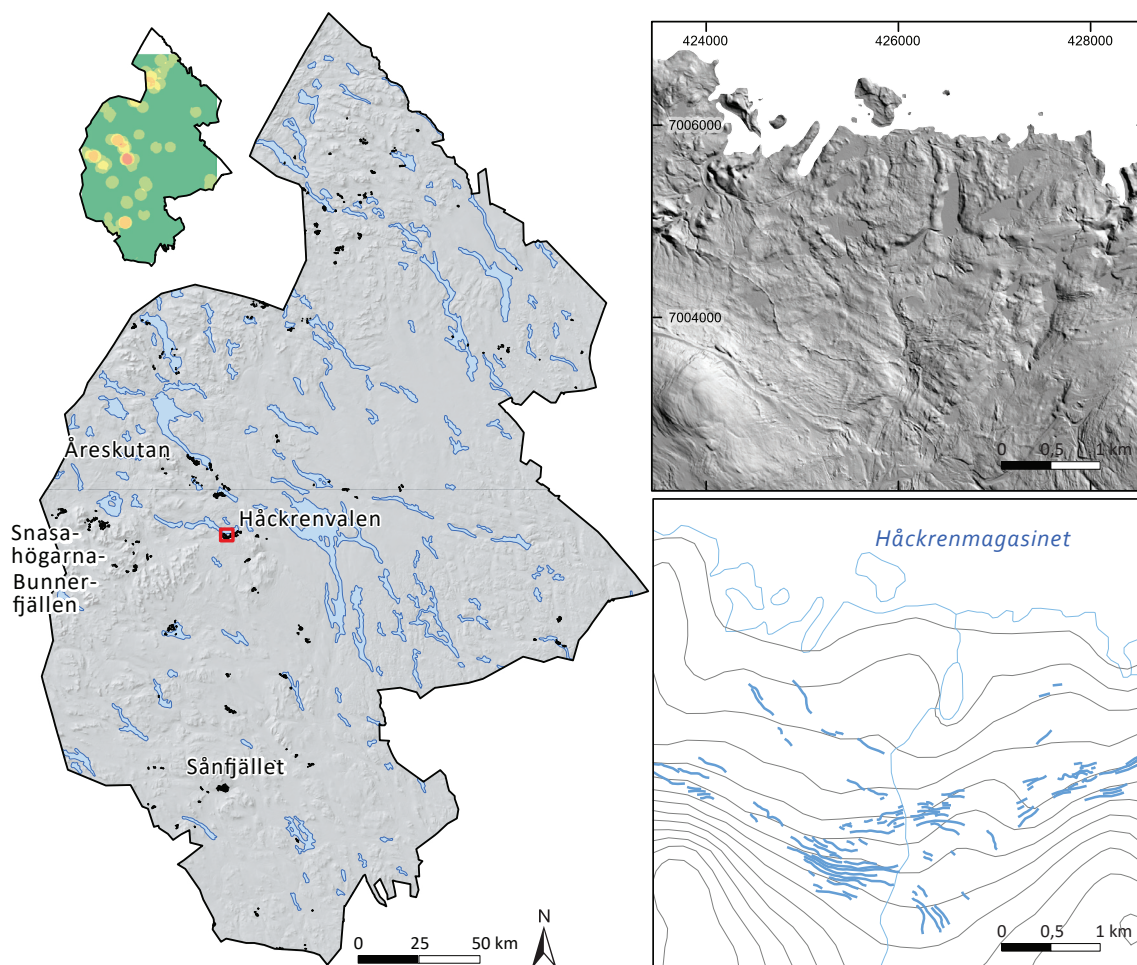 Åreskutan
Snasa-
högarna-
Bunner-
fjällen
Håckrenvalen
Sånfjället
0 25 50 km
N
424000 426000 428000
7006000
7004000
0 0,5 1 km
Håckrenmagasinet
0 0,5 1 km